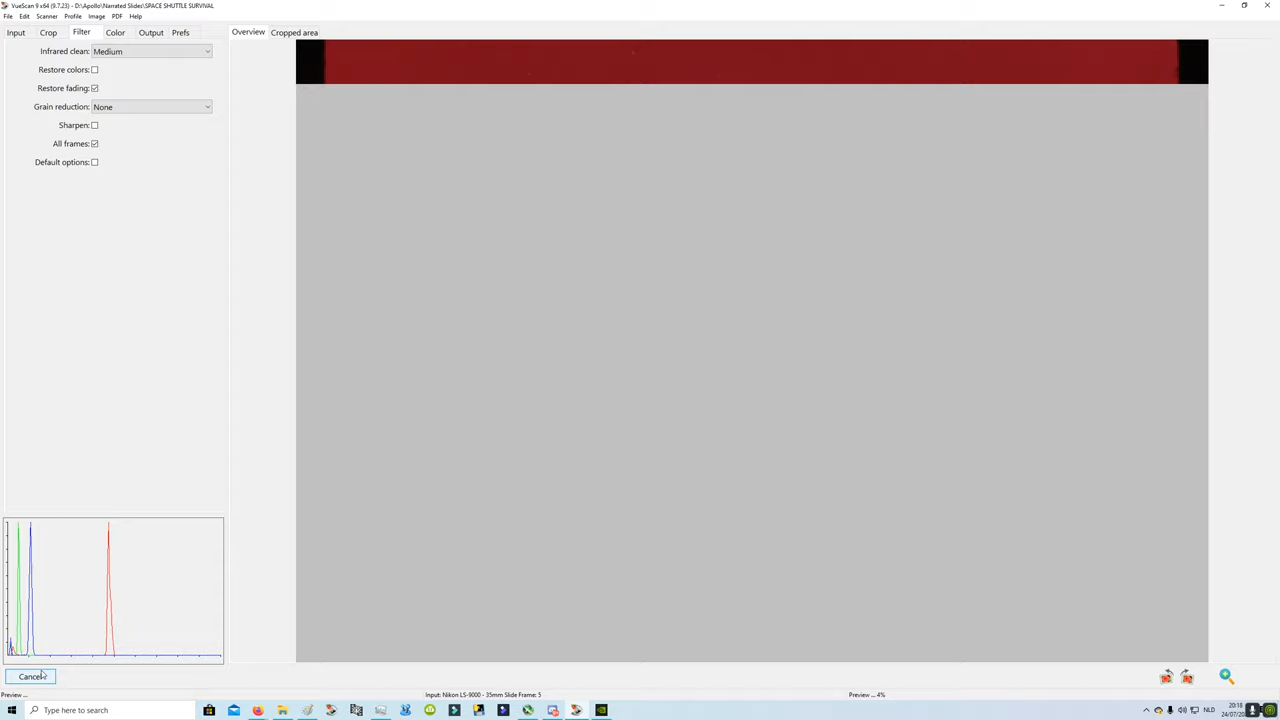 VueScan 9 x64 (9.7.23) - D:\Apollo\Narrated Slides\SPACE SHUTTLE SURVIVAL
File Edit Scanner Profile Image PDF Help
Input Crop Filter Color Output Prefs
Overview Cropped area
Infrared clean: Medium
Restore colors:
Restore fading:
Grain reduction: None
Sharpen:
All frames:
Default options:
Cancel
Preview ... Input: Nikon LS-9000 - 35mm Slide Frame: 5 Preview ... 4%
Type here to search
NLD
20:18